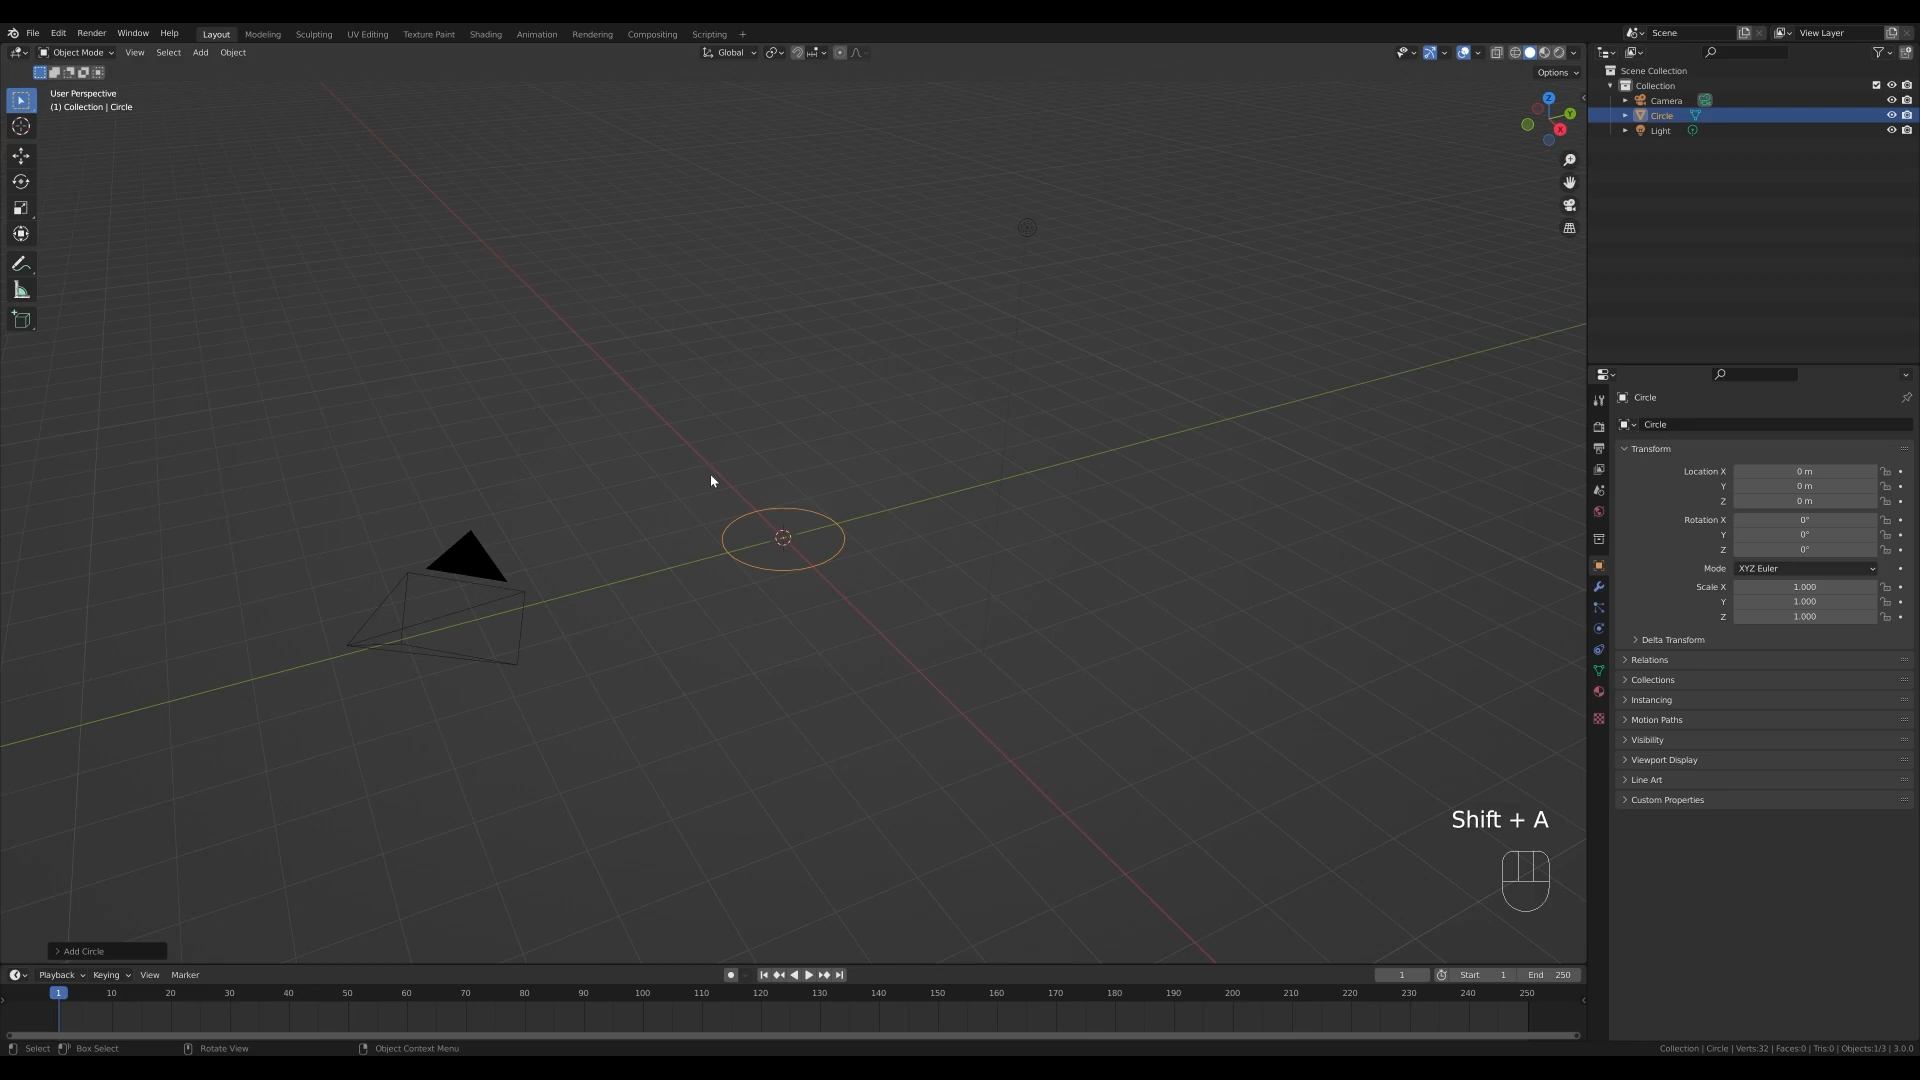 File Edit Render Window Help Layout Modeling Sculpting UV Editing Texture Paint Shading Animation Rendering Compositing Scripting + Scene View Layer
Object Mode View Select Add Object Global
Options
User Perspective
(1) Collection | Circle
Z
Y
X
Scene Collection
Collection
Camera
Circle
Light
Circle
Circle
Transform
Location X 0 m
Y 0 m
Z 0 m
Rotation X 0°
Y 0°
Z 0°
Mode XYZ Euler
Scale X 1.000
Y 1.000
Z 1.000
Delta Transform
Relations
Collections
Instancing
Motion Paths
Visibility
Viewport Display
Line Art
Custom Properties
Shift + A
Add Circle
Playback Keying View Marker 1 Start 1 End 250
1 10 20 30 40 50 60 70 80 90 100 110 120 130 140 150 160 170 180 190 200 210 220 230 240 250
Select Box Select Rotate View Object Context Menu Collection | Circle | Verts:32 | Faces:0 | Tris:0 | Objects:1/3 | 3.0.0